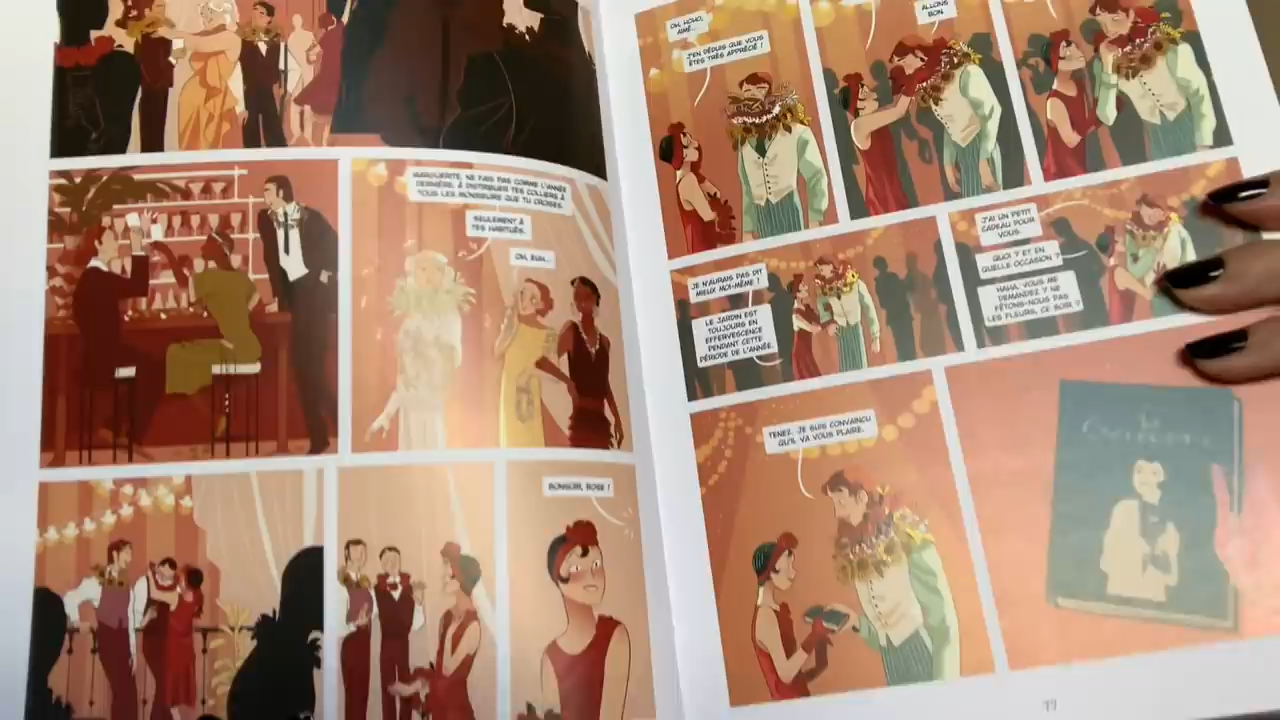 MARGUERITE, NE FAIS PAS COMME L'ANNÉE
DERNIÈRE, À DISTRIBUER TES COLLIERS À
TOUS LES MONSIEURS QUE TU CROISES.
SEULEMENT À
TES HABITUÉS.
OH, EUH...
BONSOIR, ROSE !
OH, HOHO,
AIMÉ...
J'EN DÉDUIS QUE VOUS
ÊTES TRÈS APPRÉCIÉ !
ALLONS
BON.
JE N'AURAIS PAS DIT
MIEUX MOI-MÊME !
LE JARDIN EST
TOUJOURS EN
EFFERVESCENCE
PENDANT CETTE
PÉRIODE DE L'ANNÉE.
J'AI UN PETIT
CADEAU POUR
VOUS.
QUOI ? ET EN
QUELLE OCCASION ?
HAHA, VOUS ME
DEMANDEZ ? NE
FÊTONS-NOUS PAS
LES FLEURS, CE SOIR ?
TENEZ. JE SUIS CONVAINCU
QU'IL VA VOUS PLAIRE.
77